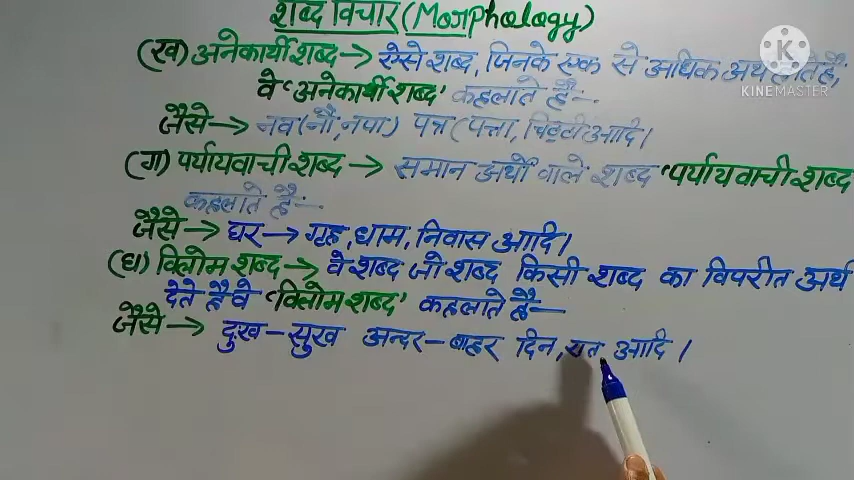 शब्द विचार (Morphology)
(ख) अनेकार्थी शब्द → ऐसे शब्द, जिनके एक से अधिक अर्थ होते हैं,
वे 'अनेकार्थी शब्द' कहलाते हैं:-
जैसे → नव (नौ, नया) पत्र (पत्ता, चिट्ठी आदि।
(ग) पर्यायवाची शब्द → समान अर्थो वाले शब्द 'पर्यायवाची शब्द
कहलाते हैं:-
जैसे → घर → गृह, धाम, निवास आदि।
(घ) विलोम शब्द → वे शब्द जो शब्द किसी शब्द का विपरीत अर्थ
देते है वे 'विलोम शब्द' कहलाते हैं-
जैसे → दुख - सुख अन्दर - बाहर दिन, रात आदि।
KINEMASTER